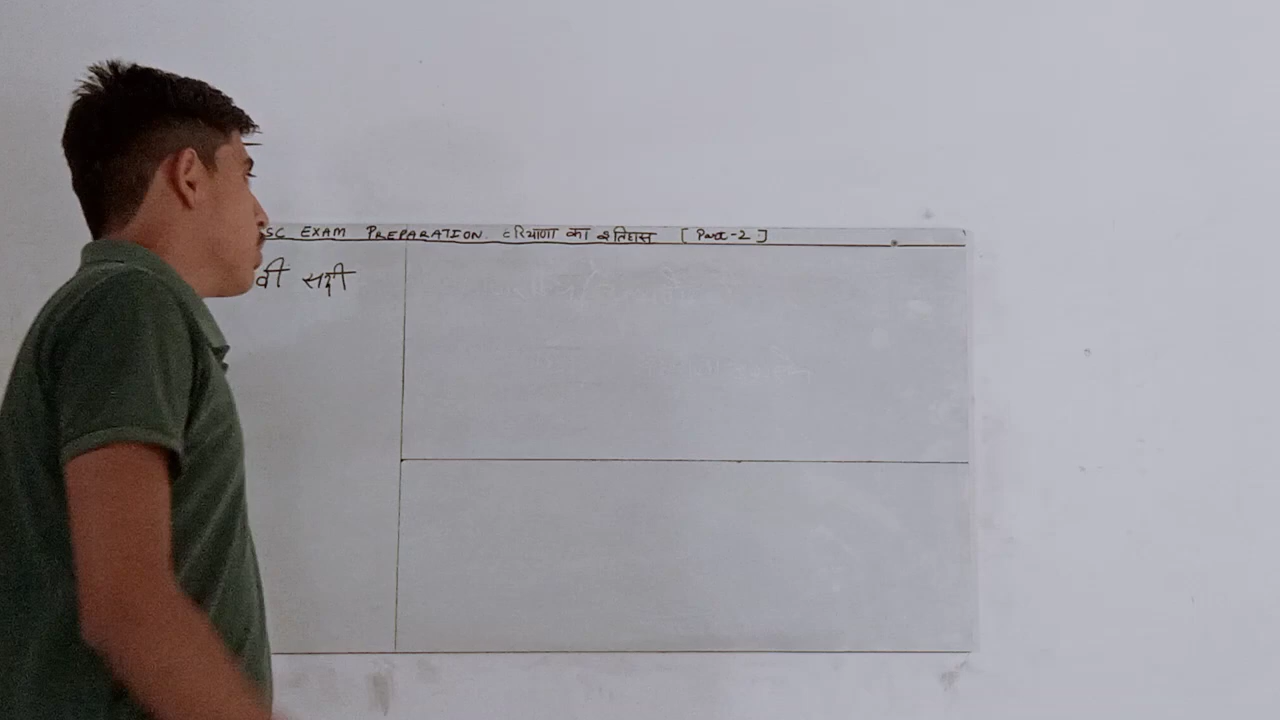 SC EXAM PREPARATION. हरियाणा का इतिहास [ Part-2 ]
वी सदी